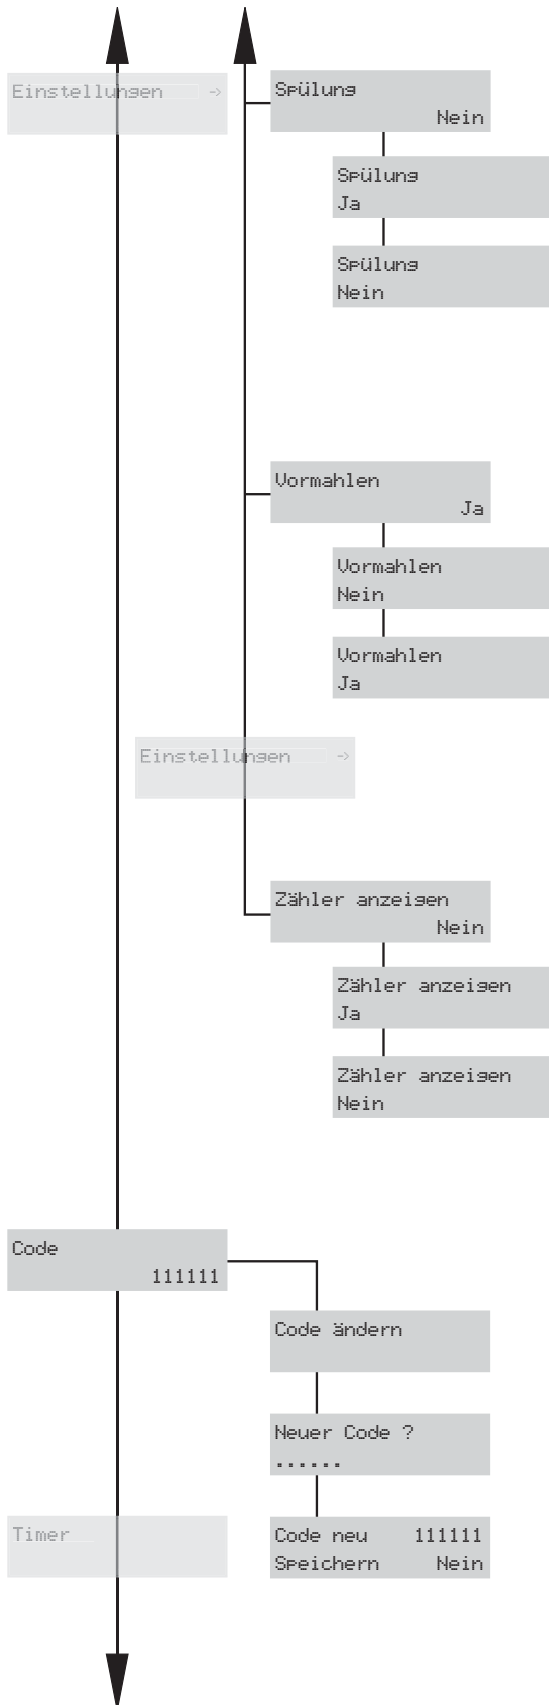 Einstellungen →
Spülung
Nein
Spülung
Ja
Spülung
Nein
Vormahlen
Ja
Vormahlen
Nein
Vormahlen
Ja
Einstellungen →
Zähler anzeigen
Nein
Zähler anzeigen
Ja
Zähler anzeigen
Nein
Code
111111
Code ändern
Neuer Code ?
......
Timer
Code neu 111111
Speichern Nein